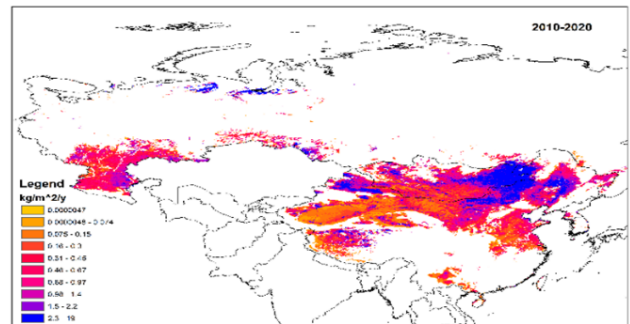 2010-2020
Legend
kg/m^2/y
0.0000047
0.0000048 - 0.074
0.075 - 0.15
0.16 - 0.3
0.31 - 0.45
0.46 - 0.67
0.68 - 0.97
0.98 - 1.4
1.5 - 2.2
2.3 - 19